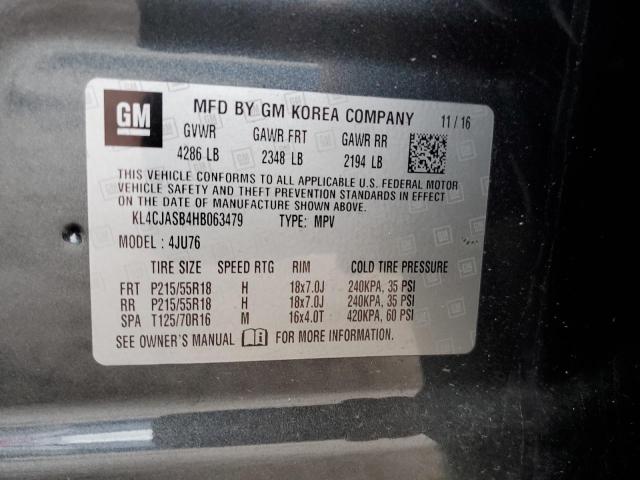 GM MFD BY GM KOREA COMPANY 11/16
GVWR GAWR FRT GAWR RR
4286 LB 2348 LB 2194 LB
THIS VEHICLE CONFORMS TO ALL APPLICABLE U.S. FEDERAL MOTOR
VEHICLE SAFETY AND THEFT PREVENTION STANDARDS IN EFFECT
ON THE DATE OF MANUFACTURE SHOWN ABOVE.
KL4CJASB4HB063479 TYPE: MPV
MODEL: 4JU76
TIRE SIZE SPEED RTG RIM COLD TIRE PRESSURE
FRT P215/55R18 H 18x7.0J 240KPA, 35 PSI
RR P215/55R18 H 18x7.0J 240KPA, 35 PSI
SPA T125/70R16 M 16x4.0T 420KPA, 60 PSI
SEE OWNER'S MANUAL FOR MORE INFORMATION.